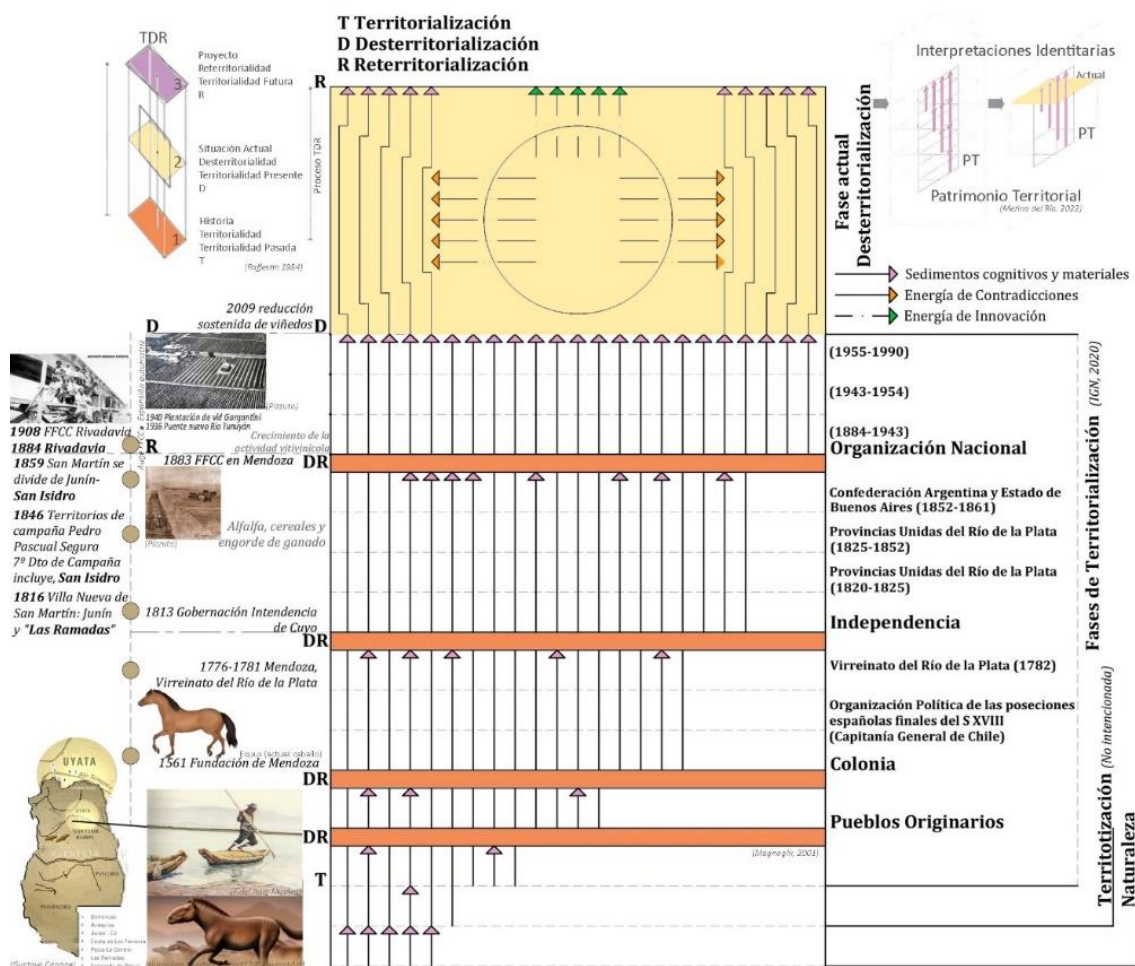 T Territorialización
D Desterritorialización
R Reterritorialización
TDR
3
Proyecto
Reterritorialidad
Territorialidad Futura
R
2
Situación Actual
Desterritorialidad
Territorialidad Presente
D
1
Historia
Territorialidad
Territorialidad Pasada
T
(Raffestin 1984)
Proceso TDR
R
Fase actual
Desterritorialización
Interpretaciones Identitarias
Actual
PT
PT
Patrimonio Territorial
(Merino del Río, 2022)
Sedimentos cognitivos y materiales
Energía de Contradicciones
Energía de Innovación
2009 reducción
sostenida de viñedos
D
D
(Pizzuto)
1940 Plantación de vid Gargantini
1936 Puente nuevo Rio Tunuyán
1908 FFCC Rivadavia
1884 Rivadavia
Crecimiento de la
actividad vitivinícola
R
(1955-1990)
(1943-1954)
(1884-1943)
Organización Nacional
DR
1883 FFCC en Mendoza
1859 San Martín se
divide de Junín-
San Isidro
1846 Territorios de
campaña Pedro
Pascual Segura
7º Dto de Campaña
incluye, San Isidro
1816 Villa Nueva de
San Martín: Junín
y "Las Ramadas"
(Pizzuto)
Alfalfa, cereales y
engorde de ganado
1813 Gobernación Intendencia
de Cuyo
Confederación Argentina y Estado de
Buenos Aires (1852-1861)
Provincias Unidas del Río de la Plata
(1825-1852)
Provincias Unidas del Río de la Plata
(1820-1825)
Independencia
DR
1776-1781 Mendoza,
Virreinato del Río de la Plata
Virreinato del Río de la Plata (1782)
Organización Política de las poseciones
españolas finales del S XVIII
(Capitanía General de Chile)
Colonia
(actual caballo)
1561 Fundación de Mendoza
DR
Pueblos Originarios
DR
(Magnaghi, 2001)
T
Fases de Territorialización (IGN, 2020)
Territotización (No intencionada)
Naturaleza
UYATA